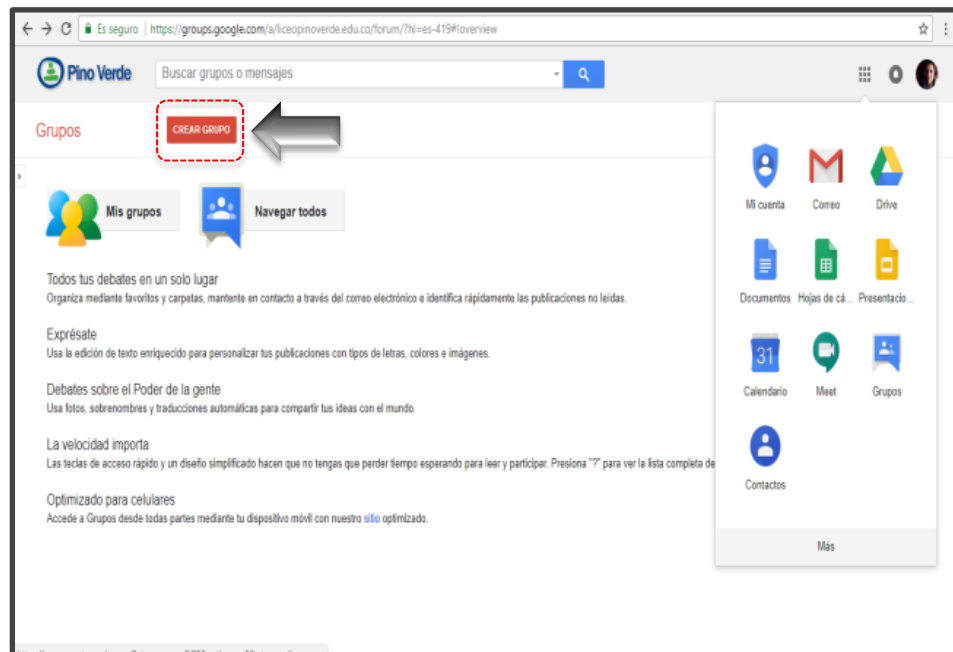 Es seguro | https://groups.google.com/a/liceopinoverde.edu.co/forum/?hl=es-419#!overview
Pino Verde
Buscar grupos o mensajes
Grupos
CREAR GRUPO
Mis grupos
Navegar todos
Todos tus debates en un solo lugar
Organiza mediante favoritos y carpetas, mantente en contacto a través del correo electrónico e identifica rápidamente las publicaciones no leídas.
Exprésate
Usa la edición de texto enriquecido para personalizar tus publicaciones con tipos de letras, colores e imágenes.
Debates sobre el Poder de la gente
Usa fotos, sobrenombres y traducciones automáticas para compartir tus ideas con el mundo.
La velocidad importa
Las teclas de acceso rápido y un diseño simplificado hacen que no tengas que perder tiempo esperando para leer y participar. Presiona "?" para ver la lista completa de
Optimizado para celulares
Accede a Grupos desde todas partes mediante tu dispositivo móvil con nuestro sitio optimizado.
Mi cuenta
Correo
Drive
Documentos
Hojas de cá...
Presentacio...
31
Calendario
Meet
Grupos
Contactos
Más